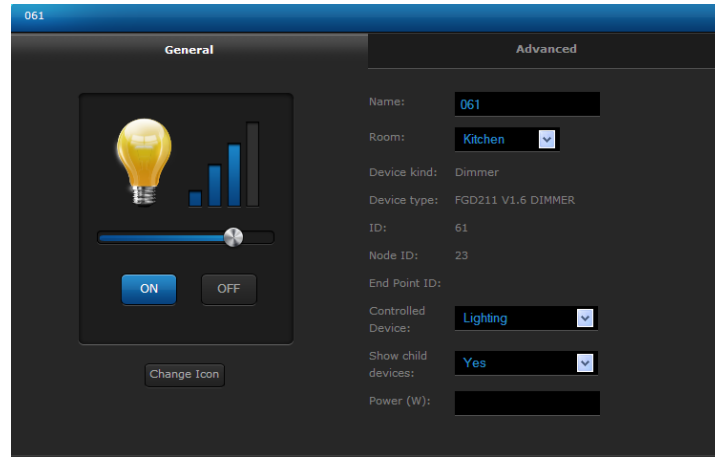 061
General
Advanced
Name: 061
Room: Kitchen
Device kind: Dimmer
Device type: FGD211 V1.6 DIMMER
ID: 61
Node ID: 23
End Point ID:
ON OFF
Controlled
Device: Lighting
Show child
devices: Yes
Change Icon
Power (W):